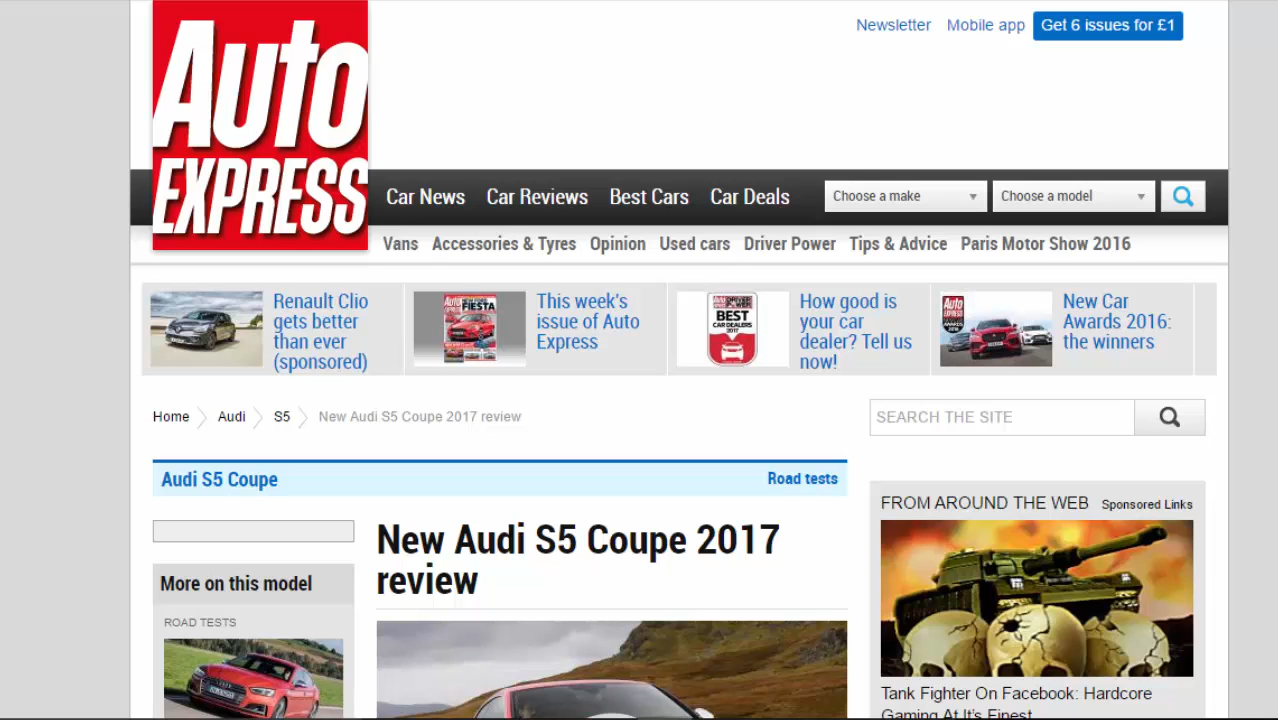 Newsletter Mobile app Get 6 issues for £1
Auto
EXPRESS
Car News Car Reviews Best Cars Car Deals Choose a make Choose a model
Vans Accessories & Tyres Opinion Used cars Driver Power Tips & Advice Paris Motor Show 2016
Renault Clio
gets better
than ever
(sponsored)
FIESTA
This week's
issue of Auto
Express
BEST
CAR DEALERS
2017
How good is
your car
dealer? Tell us
now!
New Car
Awards 2016:
the winners
Home Audi S5 New Audi S5 Coupe 2017 review
SEARCH THE SITE
Audi S5 Coupe Road tests
New Audi S5 Coupe 2017
review
More on this model
ROAD TESTS
FROM AROUND THE WEB Sponsored Links
Tank Fighter On Facebook: Hardcore
Gaming At It's Finest